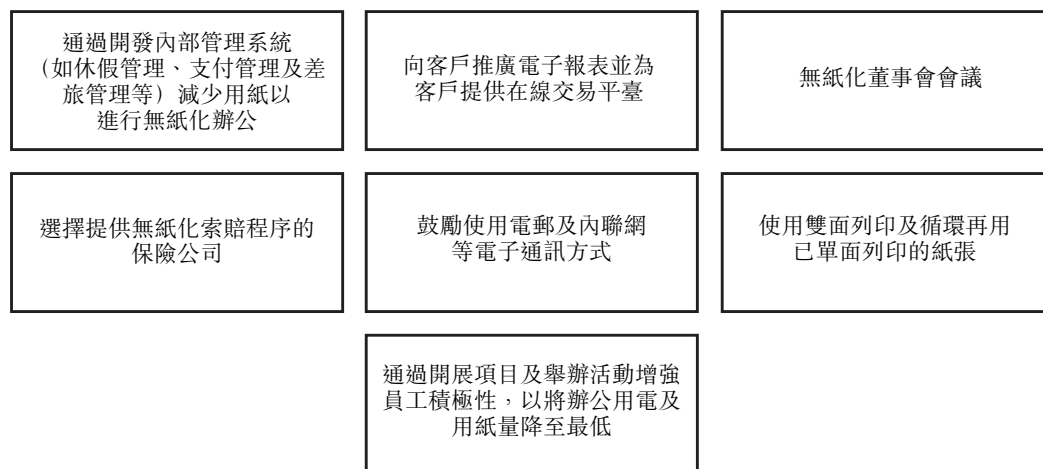 通過開發內部管理系統
（如休假管理、支付管理及差
旅管理等）減少用紙以
進行無紙化辦公
向客戶推廣電子報表並為
客戶提供在線交易平臺
無紙化董事會會議
選擇提供無紙化索賠程序的
保險公司
鼓勵使用電郵及內聯網
等電子通訊方式
使用雙面列印及循環再用
已單面列印的紙張
通過開展項目及舉辦活動增強
員工積極性，以將辦公用電及
用紙量降至最低